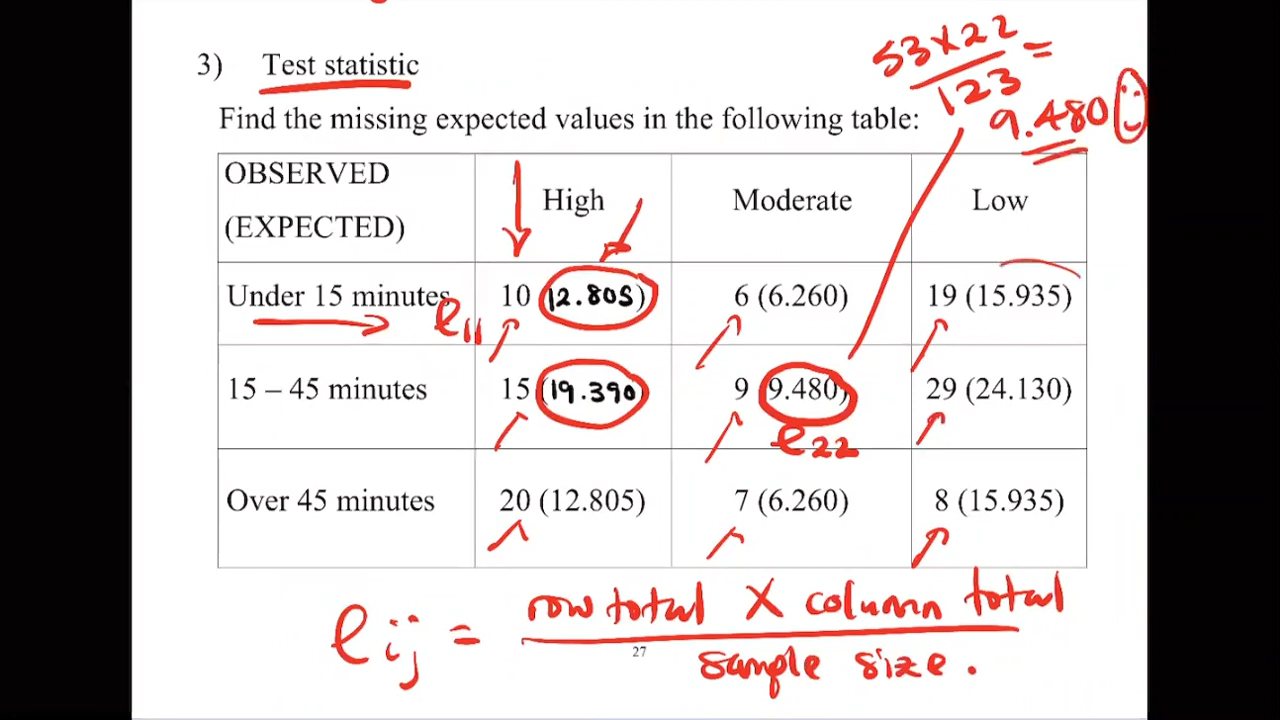 3) Test statistic
53 X 22
123
=
9.480
Find the missing expected values in the following table:
OBSERVED
(EXPECTED)
High
Moderate
Low
Under 15 minutes
10 (12.805)
6 (6.260)
19 (15.935)
e11
15 – 45 minutes
15 (19.390)
9 (9.480)
29 (24.130)
e22
Over 45 minutes
20 (12.805)
7 (6.260)
8 (15.935)
eij = row total X column total
27
sample size.